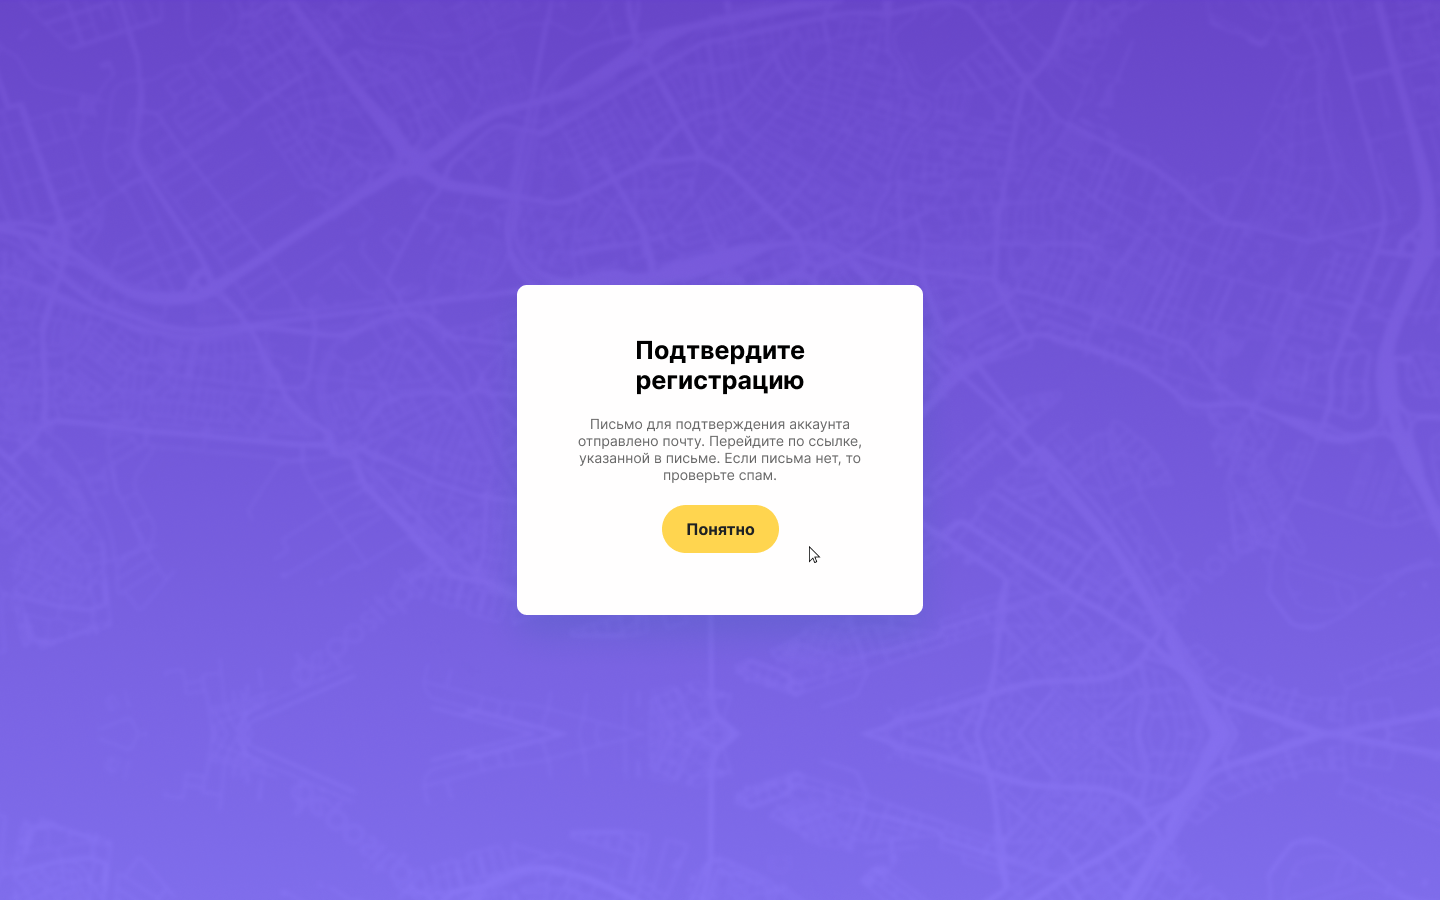 Подтвердите
регистрацию
Письмо для подтверждения аккаунта
отправлено почту. Перейдите по ссылке,
указанной в письме. Если письма нет, то
проверьте спам.
Понятно